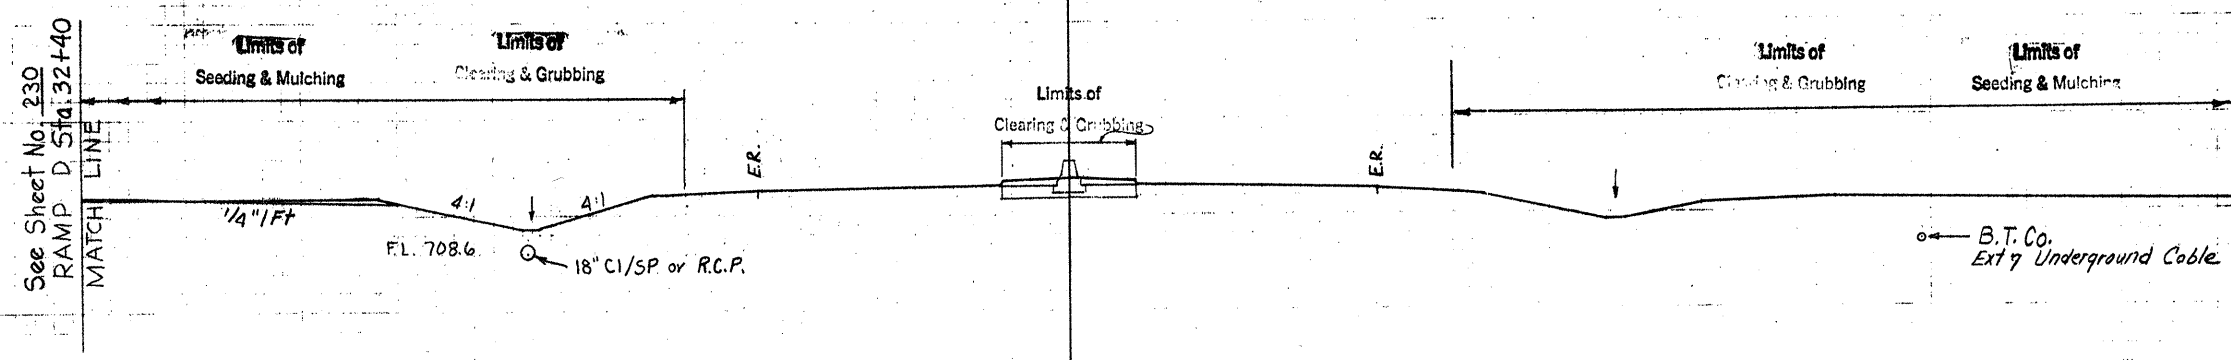 See Sheet No. 230
RAMP D Sta. 32+40
MATCH LINE
Limits of
Seeding & Mulching
Limits of
Clearing & Grubbing
Limits of
Clearing & Grubbing
Limits of
Clearing & Grubbing
Limits of
Seeding & Mulching
E.R.
E.R.
1/4"/Ft
4:1
4:1
F.L. 708.6
18" C1/SP or R.C.P.
B.T. Co.
Underground Cable